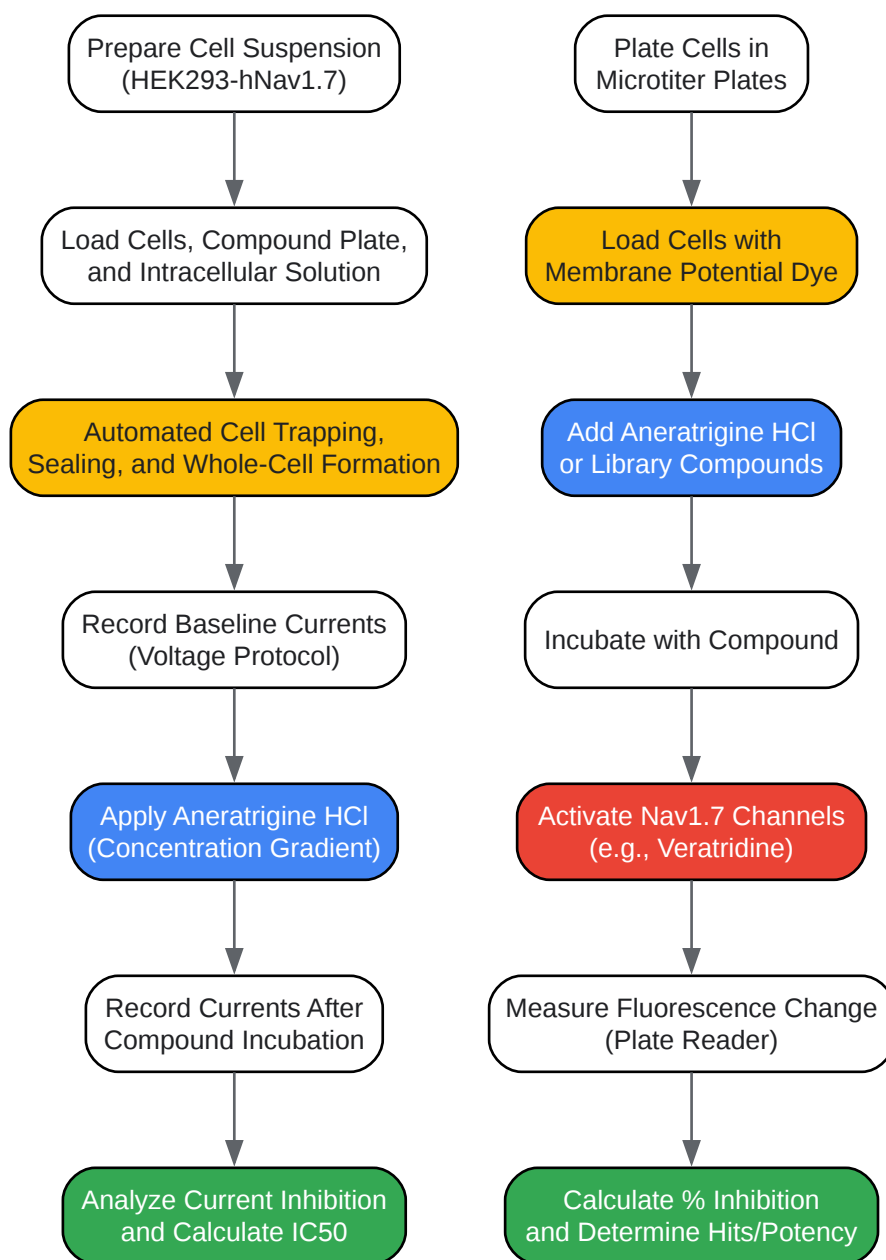 Prepare Cell Suspension
(HEK293-hNav1.7)
Load Cells, Compound Plate,
and Intracellular Solution
Automated Cell Trapping,
Sealing, and Whole-Cell Formation
Record Baseline Currents
(Voltage Protocol)
Apply Aneratrigine HCl
(Concentration Gradient)
Record Currents After
Compound Incubation
Analyze Current Inhibition
and Calculate IC50
Plate Cells in
Microtiter Plates
Load Cells with
Membrane Potential Dye
Add Aneratrigine HCl
or Library Compounds
Incubate with Compound
Activate Nav1.7 Channels
(e.g., Veratridine)
Measure Fluorescence Change
(Plate Reader)
Calculate % Inhibition
and Determine Hits/Potency